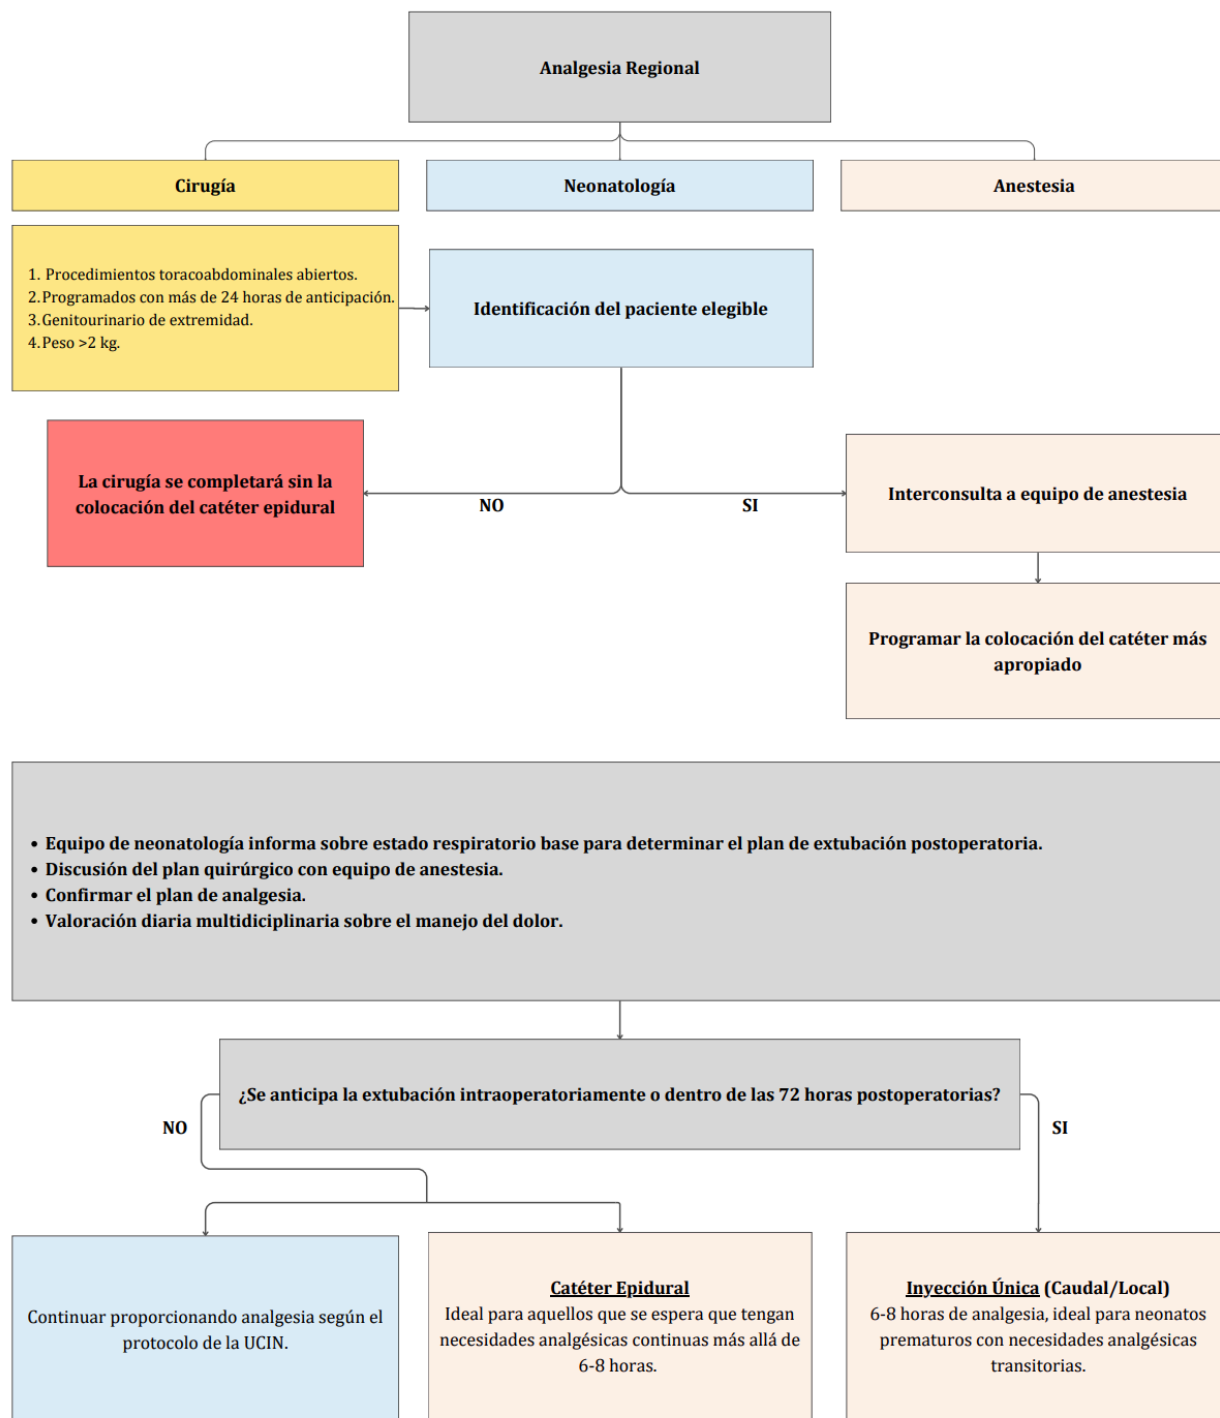 Analgesia Regional
Cirugía
Neonatología
Anestesia
1. Procedimientos toracoabdominales abiertos.
2. Programados con más de 24 horas de anticipación.
3. Genitourinario de extremidad.
4. Peso >2 kg.
Identificación del paciente elegible
La cirugía se completará sin la
colocación del catéter epidural
NO
SI
Interconsulta a equipo de anestesia
Programar la colocación del catéter más
apropiado
• Equipo de neonatología informa sobre estado respiratorio base para determinar el plan de extubación postoperatoria.
• Discusión del plan quirúrgico con equipo de anestesia.
• Confirmar el plan de analgesia.
• Valoración diaria multidiciplinaria sobre el manejo del dolor.
¿Se anticipa la extubación intraoperatoriamente o dentro de las 72 horas postoperatorias?
NO
SI
Continuar proporcionando analgesia según el
protocolo de la UCIN.
Catéter Epidural
Ideal para aquellos que se espera que tengan
necesidades analgésicas continuas más allá de
6-8 horas.
Inyección Única (Caudal/Local)
6-8 horas de analgesia, ideal para neonatos
prematuros con necesidades analgésicas
transitorias.